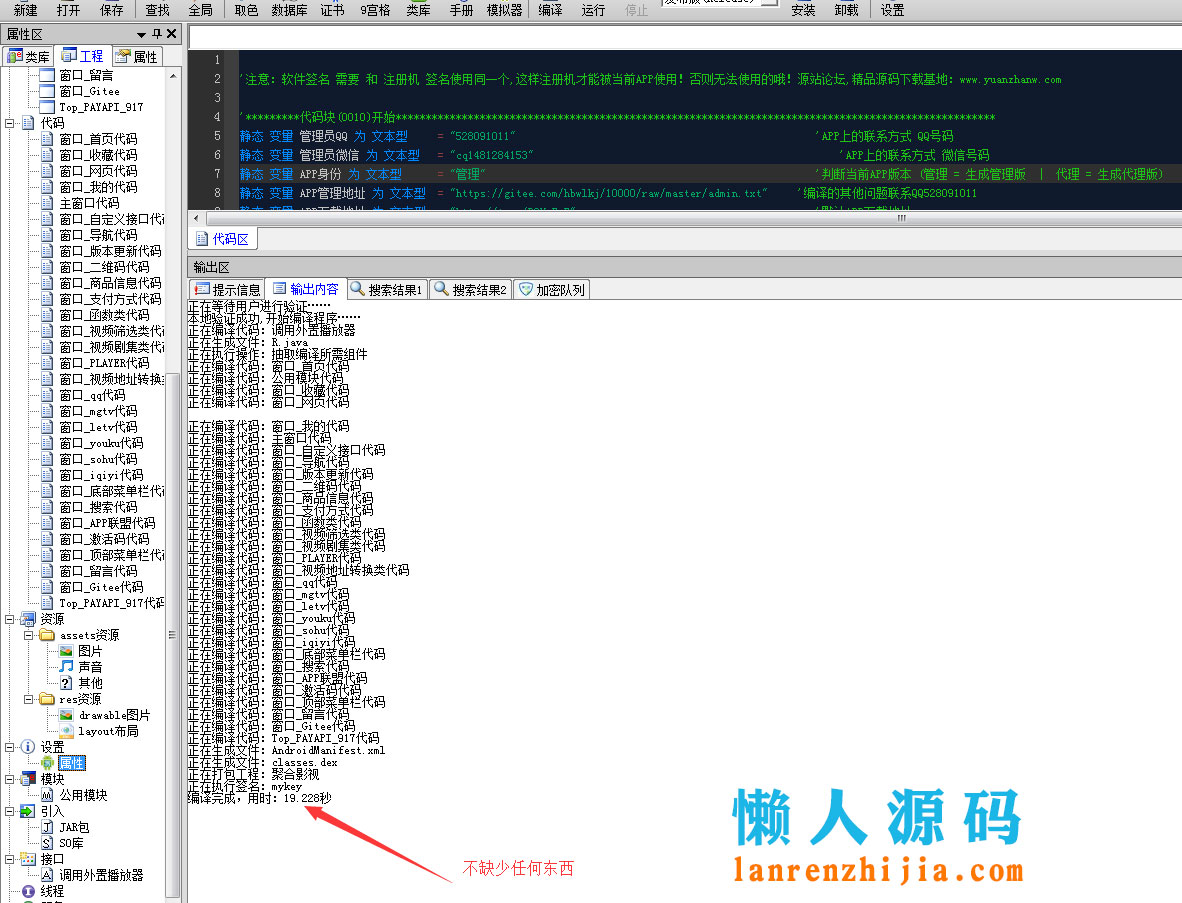 新建 打开 保存 查找 全局 取色 数据库 证书 9宫格 类库 手册 模拟器 编译 运行 停止 安装 卸载 设置
属性区
类库 工程 属性
窗口_留言
窗口_Gitee
Top_PAYAPI_917
代码
窗口_首页代码
窗口_收藏代码
窗口_网页代码
窗口_我的代码
主窗口代码
窗口_自定义接口代
窗口_导航代码
窗口_版本更新代码
窗口_二维码代码
窗口_商品信息代码
窗口_支付方式代码
窗口_函数类代码
窗口_视频筛选类代
窗口_视频剧集类代
窗口_PLAYER代码
窗口_视频地址转换
窗口_qq代码
窗口_mgtv代码
窗口_letv代码
窗口_youku代码
窗口_sohu代码
窗口_iqiyi代码
窗口_底部菜单栏代
窗口_搜索代码
窗口_APP联盟代码
窗口_激活码代码
窗口_顶部菜单栏代
窗口_留言代码
窗口_Gitee代码
Top_PAYAPI_917代码
资源
assets资源
图片
声音
其他
res资源
drawable图片
layout布局
设置
属性
模块
公用模块
引入
JAR包
SO库
接口
调用外置播放器
线程
1
2 '注意: 软件签名 需要 和 注册机 签名使用同一个,这样注册机才能被当前APP使用! 否则无法使用的哦! 源站论坛,精品源码下载基地: www.yuanzhanw.com
3
4 '*********代码块(0010)开始****************************************************************************************************
5 静态 变量 管理员QQ 为 文本型 = "528091011" 'APP上的联系方式 QQ号码
6 静态 变量 管理员微信 为 文本型 = "cq1481284153" 'APP上的联系方式 微信号码
7 静态 变量 APP身份 为 文本型 = "管理" '判断当前APP版本 (管理 = 生成管理版 | 代理 = 生成代理版)
8 静态 变量 APP管理地址 为 文本型 = "https://gitee.com/hbwlkj/10000/raw/master/admin.txt" '编译的其他问题联系QQ528091011
代码区
输出区
提示信息 输出内容 搜索结果1 搜索结果2 加密队列
正在等待用户进行验证······
本地验证成功,开始编译程序······
正在编译代码: 调用外置播放器
正在生成文件: R.java
正在执行操作: 抽取编译所需组件
正在编译代码: 窗口_首页代码
正在编译代码: 公用模块代码
正在编译代码: 窗口_收藏代码
正在编译代码: 窗口_网页代码
正在编译代码: 窗口_我的代码
正在编译代码: 主窗口代码
正在编译代码: 窗口_自定义接口代码
正在编译代码: 窗口_导航代码
正在编译代码: 窗口_版本更新代码
正在编译代码: 窗口_二维码代码
正在编译代码: 窗口_商品信息代码
正在编译代码: 窗口_支付方式代码
正在编译代码: 窗口_函数类代码
正在编译代码: 窗口_视频筛选类代码
正在编译代码: 窗口_视频剧集类代码
正在编译代码: 窗口_PLAYER代码
正在编译代码: 窗口_视频地址转换类代码
正在编译代码: 窗口_qq代码
正在编译代码: 窗口_mgtv代码
正在编译代码: 窗口_letv代码
正在编译代码: 窗口_youku代码
正在编译代码: 窗口_sohu代码
正在编译代码: 窗口_iqiyi代码
正在编译代码: 窗口_底部菜单栏代码
正在编译代码: 窗口_搜索代码
正在编译代码: 窗口_APP联盟代码
正在编译代码: 窗口_激活码代码
正在编译代码: 窗口_顶部菜单栏代码
正在编译代码: 窗口_留言代码
正在编译代码: 窗口_Gitee代码
正在编译代码: Top_PAYAPI_917代码
正在生成文件: AndroidManifest.xml
正在生成文件: classes.dex
正在打包工程: 聚合影视
正在执行签名: mykey
编译完成, 用时: 19.228秒
不缺少任何东西
懒人源码
lanrenzhijia.com